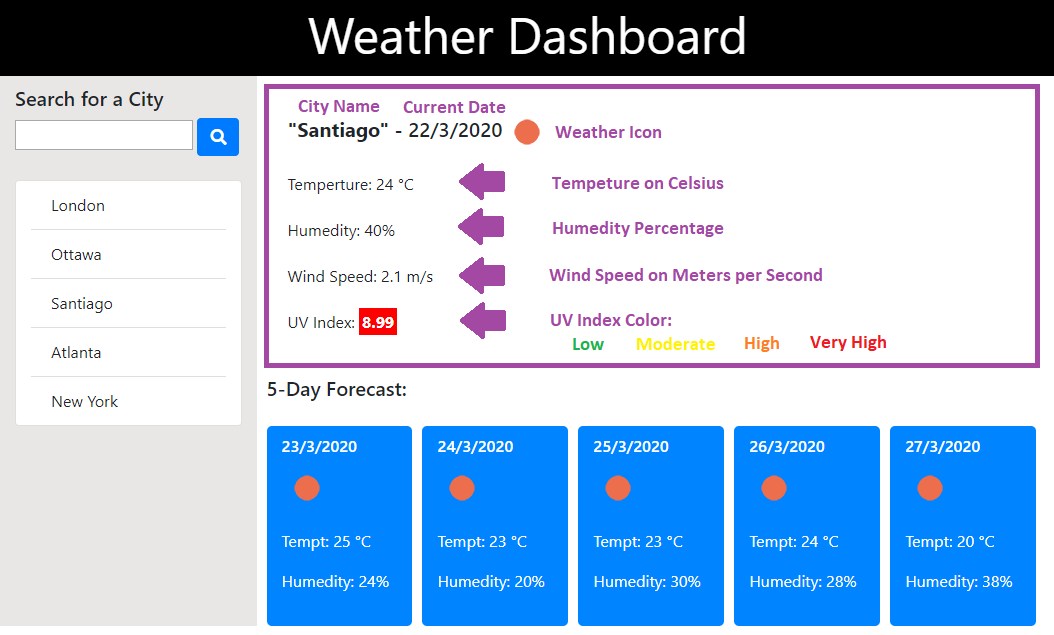 Weather Dashboard
Search for a City
London
Ottawa
Santiago
Atlanta
New York
City Name Current Date
"Santiago" - 22/3/2020 Weather Icon
Temperture: 24 °C Tempeture on Celsius
Humedity: 40% Humedity Percentage
Wind Speed: 2.1 m/s Wind Speed on Meters per Second
UV Index: 8.99 UV Index Color:
Low Moderate High Very High
5-Day Forecast:
23/3/2020
Tempt: 25 °C
Humedity: 24%
24/3/2020
Tempt: 23 °C
Humedity: 20%
25/3/2020
Tempt: 23 °C
Humedity: 30%
26/3/2020
Tempt: 24 °C
Humedity: 28%
27/3/2020
Tempt: 20 °C
Humedity: 38%